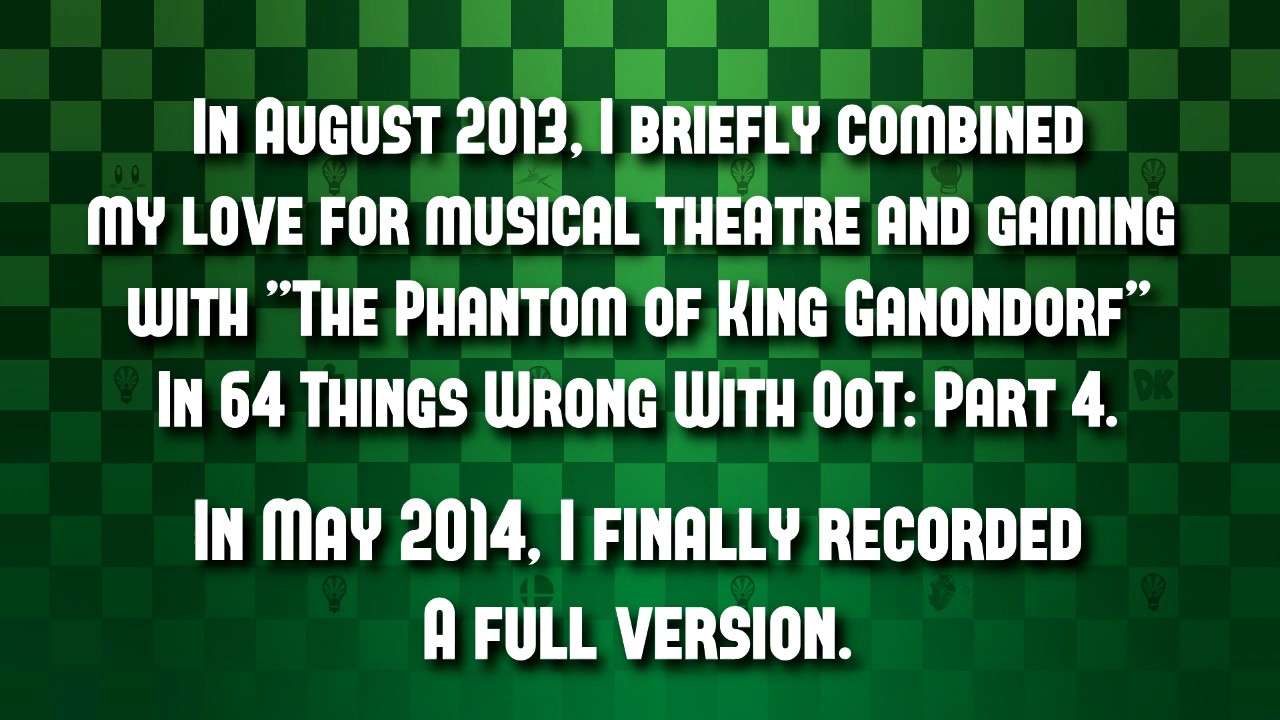 In August 2013, I briefly combined
my love for musical theatre and gaming
with ”The Phantom of King Ganondorf”
In 64 Things Wrong With OoT: Part 4.
In May 2014, I finally recorded
A full version.
DK